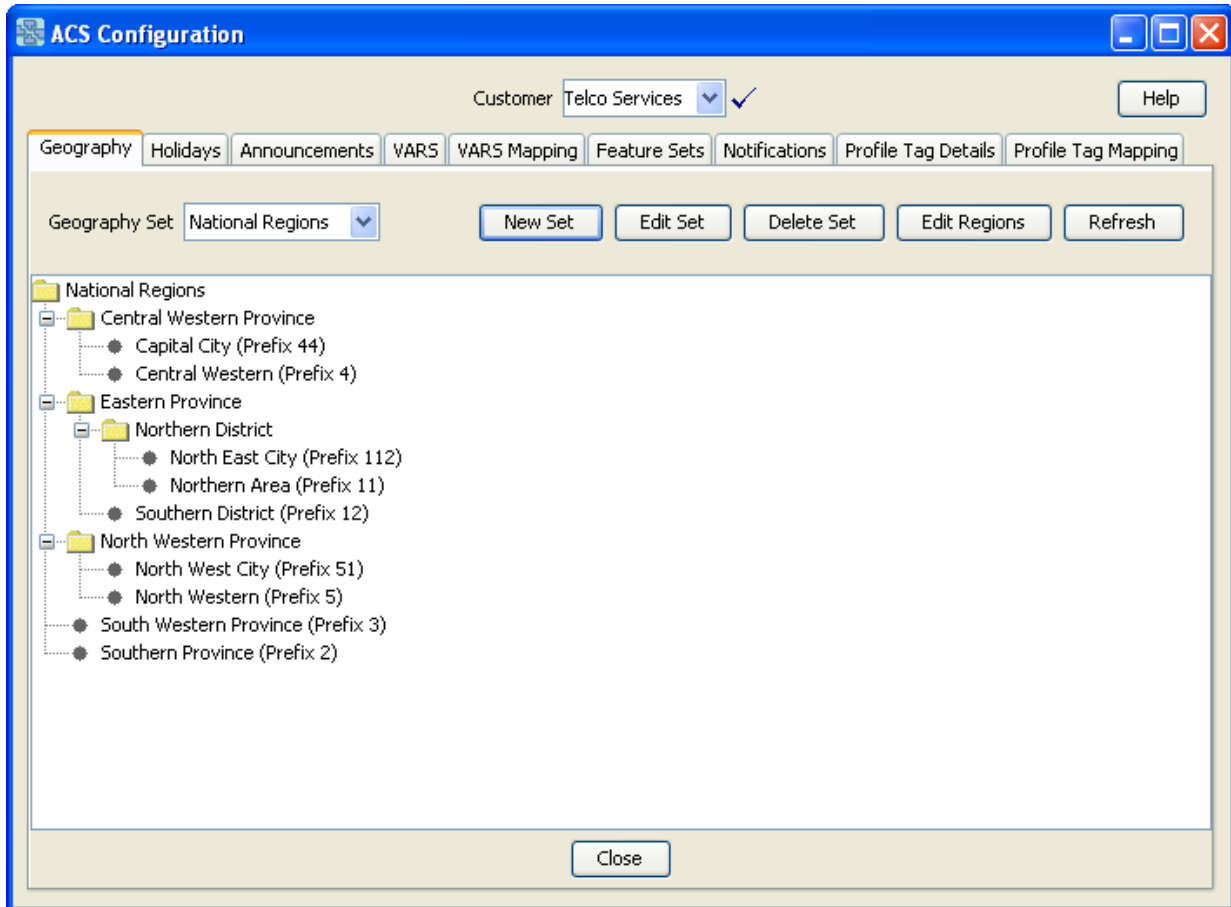 ACS Configuration
Customer Telco Services Help
Geography Holidays Announcements VARS VARS Mapping Feature Sets Notifications Profile Tag Details Profile Tag Mapping
Geography Set National Regions New Set Edit Set Delete Set Edit Regions Refresh
National Regions
Central Western Province
Capital City (Prefix 44)
Central Western (Prefix 4)
Eastern Province
Northern District
North East City (Prefix 112)
Northern Area (Prefix 11)
Southern District (Prefix 12)
North Western Province
North West City (Prefix 51)
North Western (Prefix 5)
South Western Province (Prefix 3)
Southern Province (Prefix 2)
Close